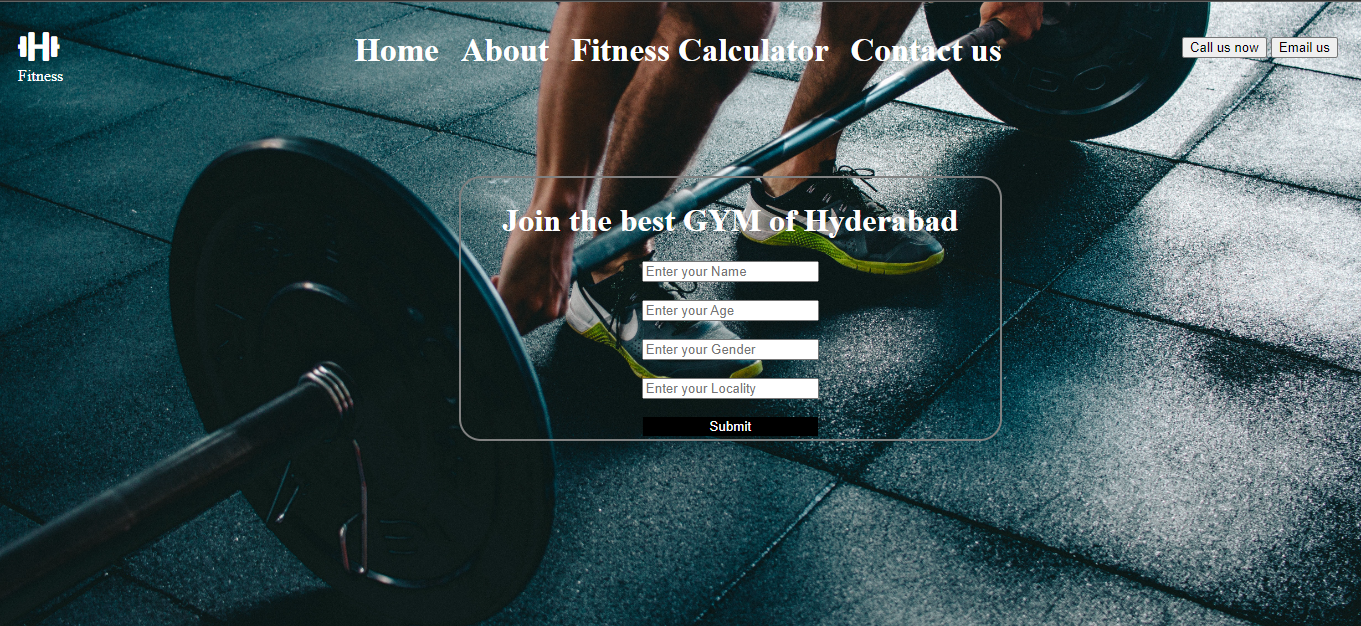 Home About Fitness Calculator Contact us
Call us now Email us
Fitness
Join the best GYM of Hyderabad
Enter your Name
Enter your Age
Enter your Gender
Enter your Locality
Submit